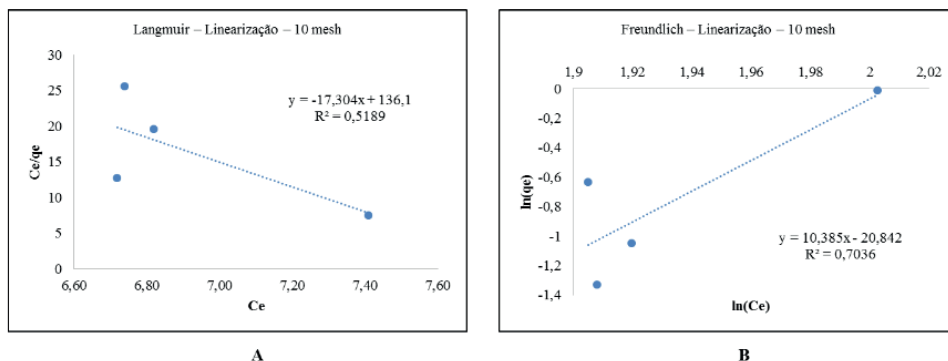 Langmuir – Linearização – 10 mesh
30
25
20
15
10
5
0
Ce/qe
y = -17,304x + 136,1
R² = 0,5189
6,60
6,80
7,00
7,20
7,40
7,60
Ce
A
Freundlich – Linearização – 10 mesh
1,9
1,92
1,94
1,96
1,98
2
2,02
0
-0,2
-0,4
-0,6
-0,8
-1
-1,2
-1,4
ln(qe)
y = 10,385x - 20,842
R² = 0,7036
ln(Ce)
B